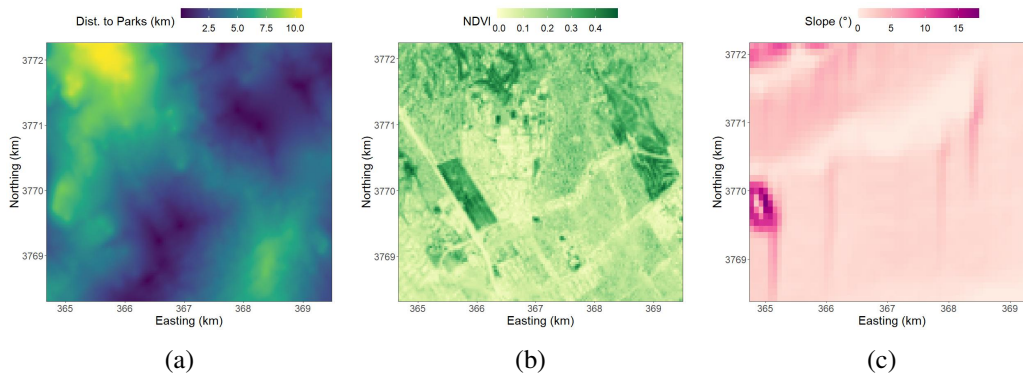 Dist. to Parks (km)
2.5 5.0 7.5 10.0
Northing (km)
3772
3771
3770
3769
365 366 367 368 369
Easting (km)
(a)
NDVI
0.0 0.1 0.2 0.3 0.4
Northing (km)
3772
3771
3770
3769
365 366 367 368 369
Easting (km)
(b)
Slope (°)
0 5 10 15
Northing (km)
3772
3771
3770
3769
365 366 367 368 369
Easting (km)
(c)